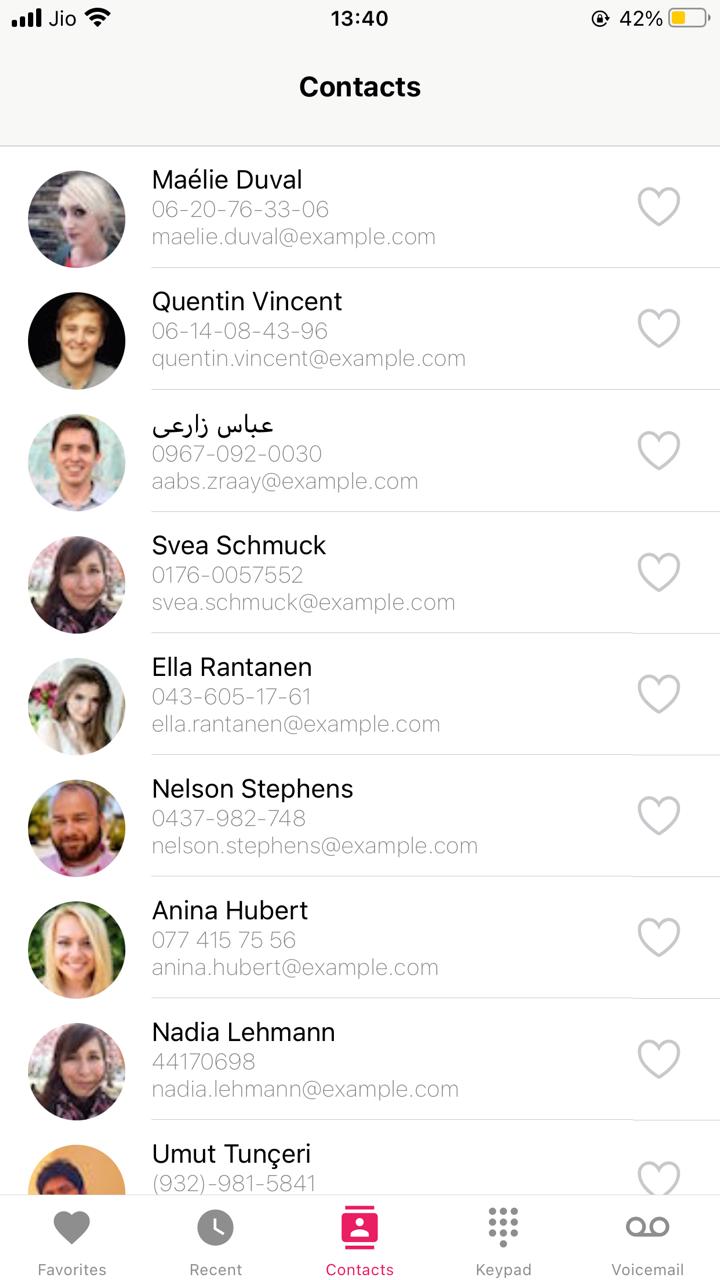 Jio 13:40 42%
Contacts
Maélie Duval
06-20-76-33-06
maelie.duval@example.com
Quentin Vincent
06-14-08-43-96
quentin.vincent@example.com
عباس زارعی
0967-092-0030
aabs.zraay@example.com
Svea Schmuck
0176-0057552
svea.schmuck@example.com
Ella Rantanen
043-605-17-61
ella.rantanen@example.com
Nelson Stephens
0437-982-748
nelson.stephens@example.com
Anina Hubert
077 415 75 56
anina.hubert@example.com
Nadia Lehmann
44170698
nadia.lehmann@example.com
Umut Tunçeri
(932)-981-5841
Favorites Recent Contacts Keypad Voicemail